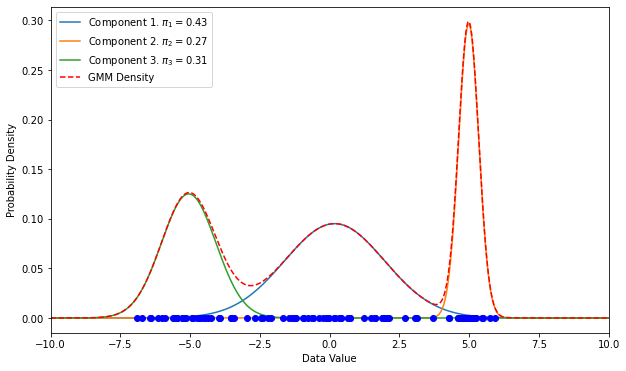 Component 1. π₁ = 0.43
Component 2. π₂ = 0.27
Component 3. π₃ = 0.31
GMM Density
0.30
0.25
0.20
0.15
0.10
0.05
0.00
Probability Density
−10.0 −7.5 −5.0 −2.5 0.0 2.5 5.0 7.5 10.0
Data Value